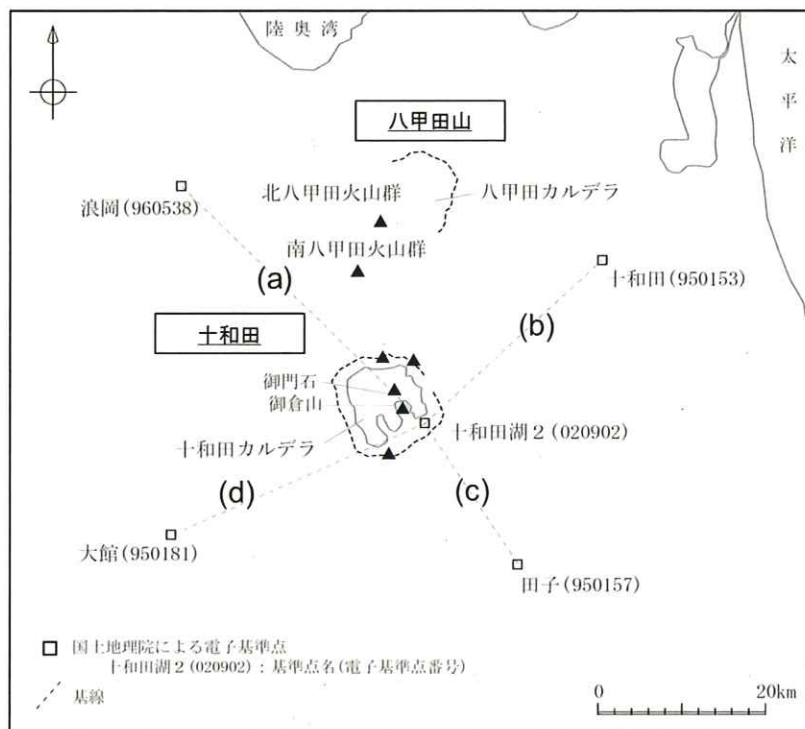 陸奥湾
太平洋
八甲田山
北八甲田火山群
八甲田カルデラ
浪岡(960538)
南八甲田火山群
(a)
十和田(950153)
(b)
十和田
御門石
御倉山
十和田湖2(020902)
十和田カルデラ
(d)
(c)
大館(950181)
田子(950157)
国土地理院による電子基準点
十和田湖2(020902):基準点名(電子基準点番号)
基線
0 20km